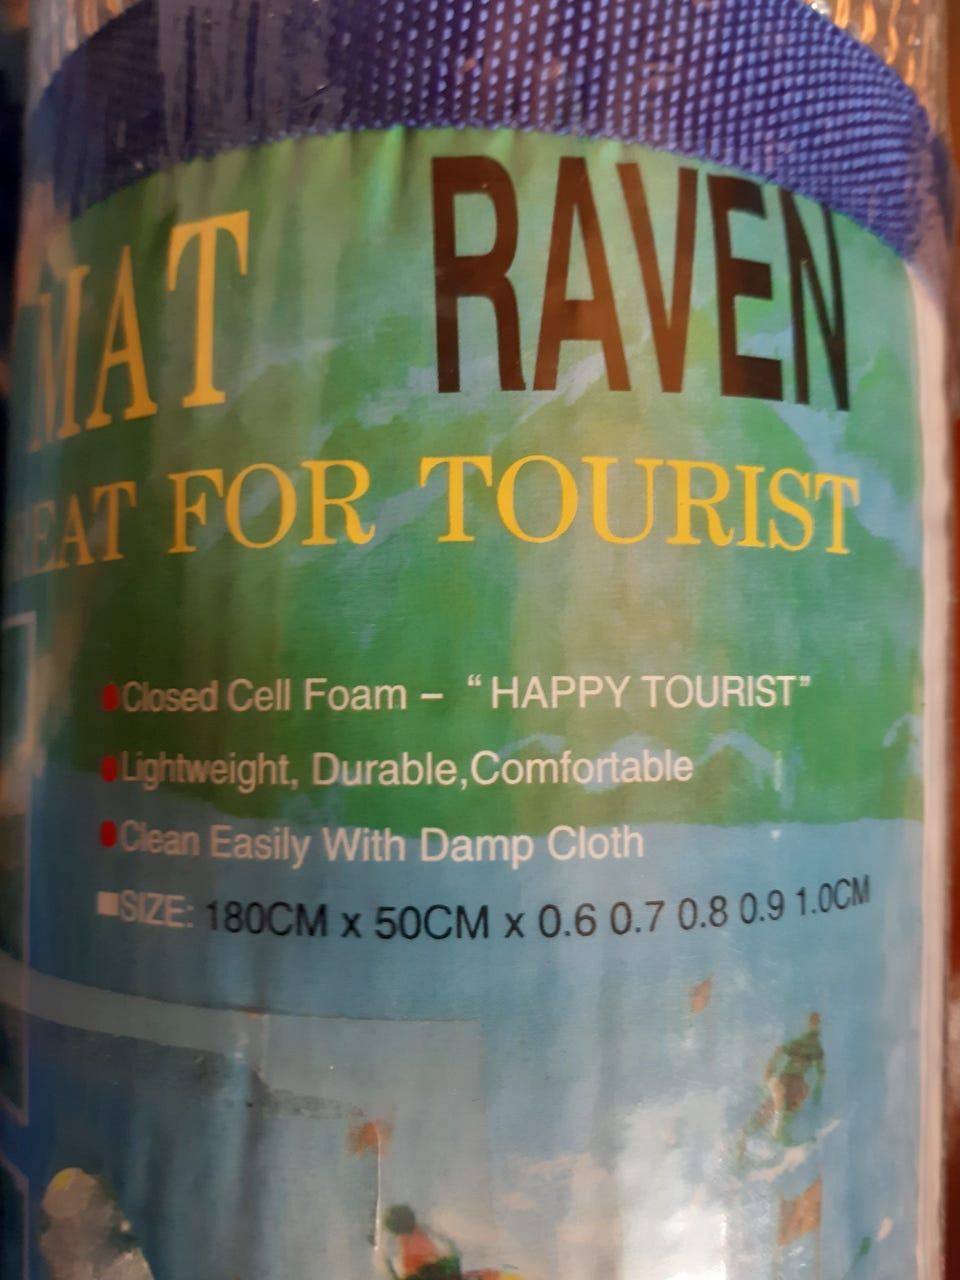 MAT RAVEN
FOR TOURIST
Closed Cell Foam – “HAPPY TOURIST”
Lightweight, Durable,Comfortable
Clean Easily With Damp Cloth
SIZE: 180CM x 50CM x 0.6 0.7 0.8 0.9 1.0CM